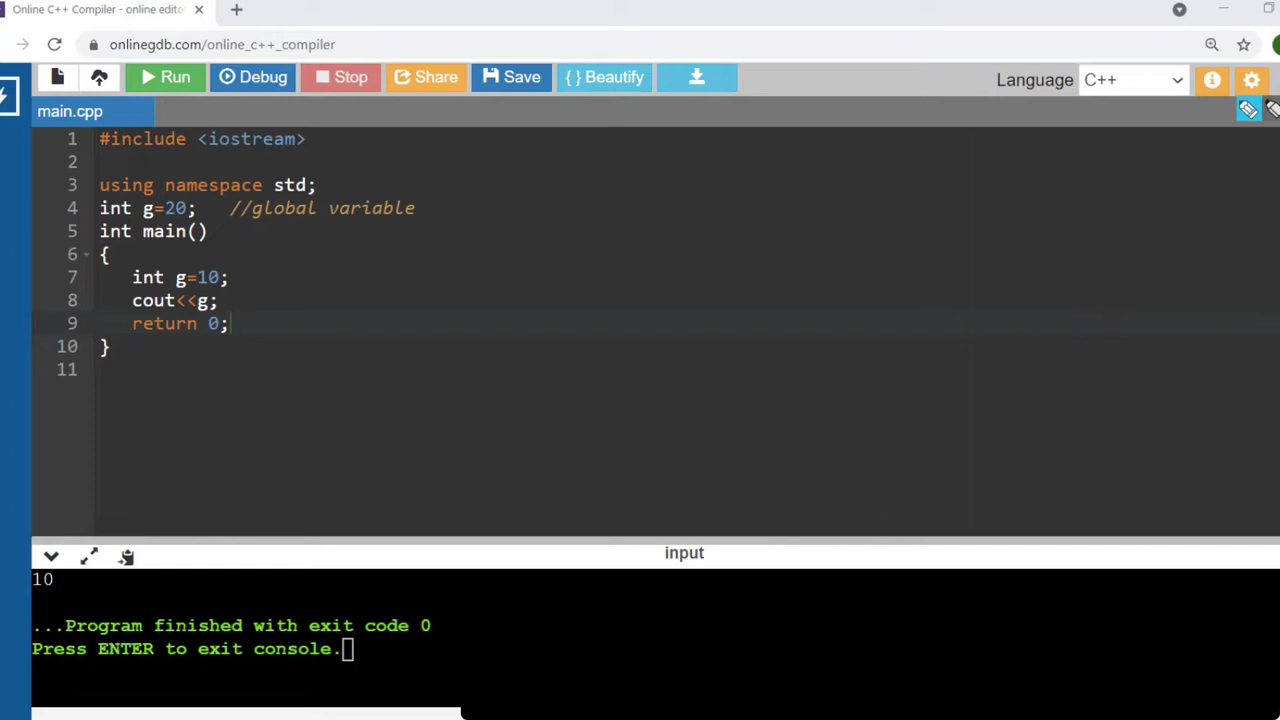 Online C++ Compiler - online edito
onlinegdb.com/online_c++_compiler
Run Debug Stop Share Save { } Beautify Language C++
main.cpp
1 #include <iostream>
2
3 using namespace std;
4 int g=20; //global variable
5 int main()
6 {
7 int g=10;
8 cout<<g;
9 return 0;
10 }
11
input
10
...Program finished with exit code 0
Press ENTER to exit console.